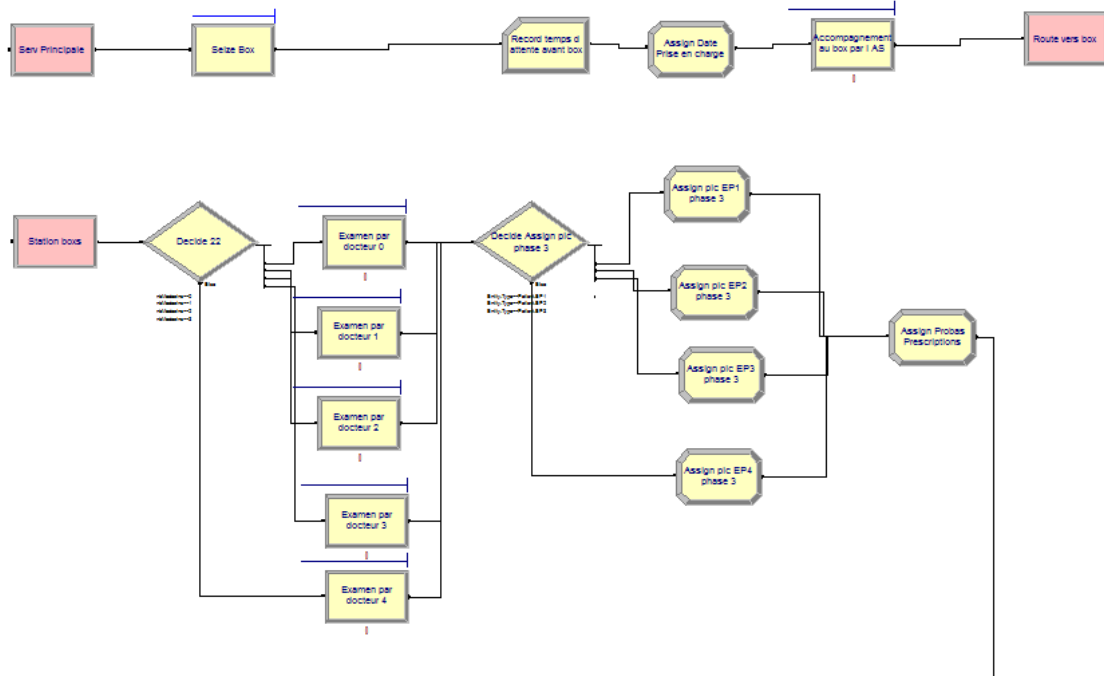 Serv Principale
Seize Box
Record temps d
attente avant box
Assign Date
Prise en charge
Accompagnement
au box par l AS
Route vers box
Station boxs
Decide 22
Else
Examen par
docteur 0
Examen par
docteur 1
Examen par
docteur 2
Examen par
docteur 3
Examen par
docteur 4
Decide Assign pic
phase 3
Else
Assign pic EP1
phase 3
Assign pic EP2
phase 3
Assign pic EP3
phase 3
Assign pic EP4
phase 3
Assign Probas
Prescriptions